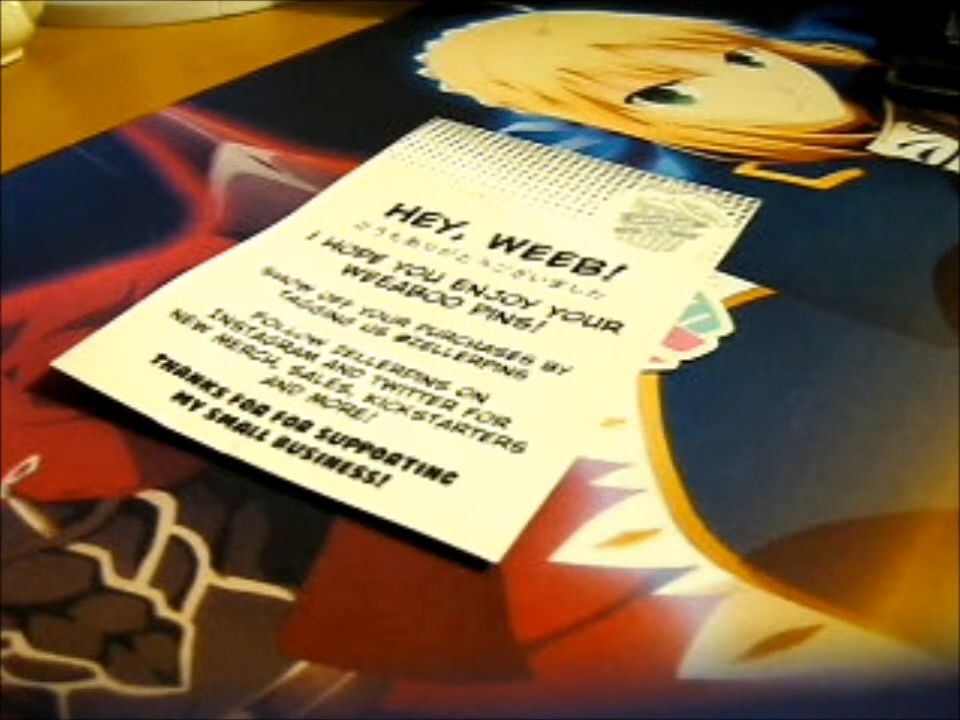 HEY, WEEB!
どうもありがとうございました
I HOPE YOU ENJOY YOUR
WEEABOO PINS!
SHOW OFF YOUR PURCHASES BY
TAGGING US @ZELLERPINS
FOLLOW ZELLERPINS ON
INSTAGRAM AND TWITTER FOR
NEW MERCH, SALES, KICKSTARTERS
AND MORE!
THANKS FOR FOR SUPPORTING
MY SMALL BUSINESS!